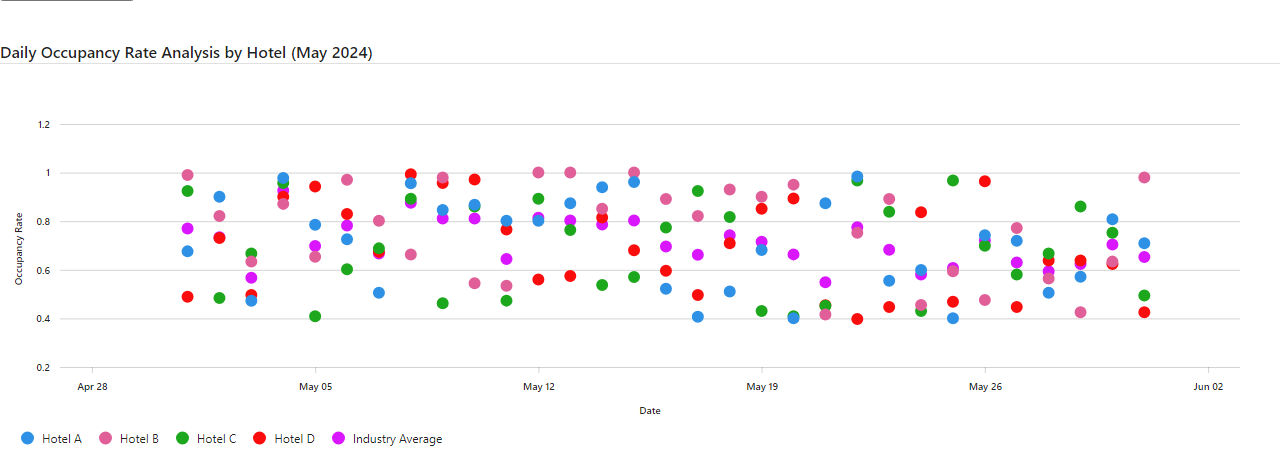 Daily Occupancy Rate Analysis by Hotel (May 2024)
1.2
1
0.8
0.6
0.4
0.2
Occupancy Rate
Apr 28
May 05
May 12
May 19
May 26
Jun 02
Date
Hotel A
Hotel B
Hotel C
Hotel D
Industry Average